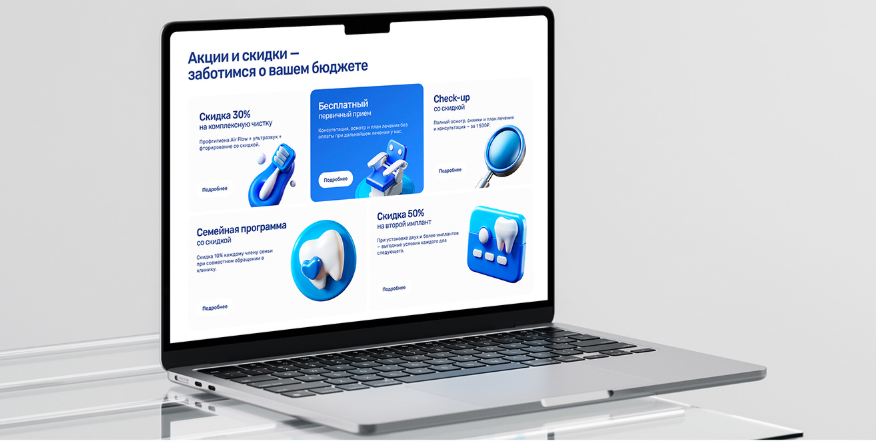 Акции и скидки —
заботимся о вашем бюджете
Скидка 30%
на комплексную чистку
Профгигиена Air Flow + ультразвук +
фторирование со скидкой.
Подробнее
Бесплатный
первичный прием
Консультация, осмотр и план лечения без
оплаты при дальнейшем лечении у нас.
Подробнее
Check-up
со скидкой
Полный осмотр, снимки и план лечения
и консультация – за 1 500₽.
Подробнее
Семейная программа
со скидкой
Скидка 10% каждому члену семьи
при совместном обращении в
клинику.
Подробнее
Скидка 50%
на второй имплант
При установке двух и более имплантов
– выгодные условия каждого для
следующего.
Подробнее